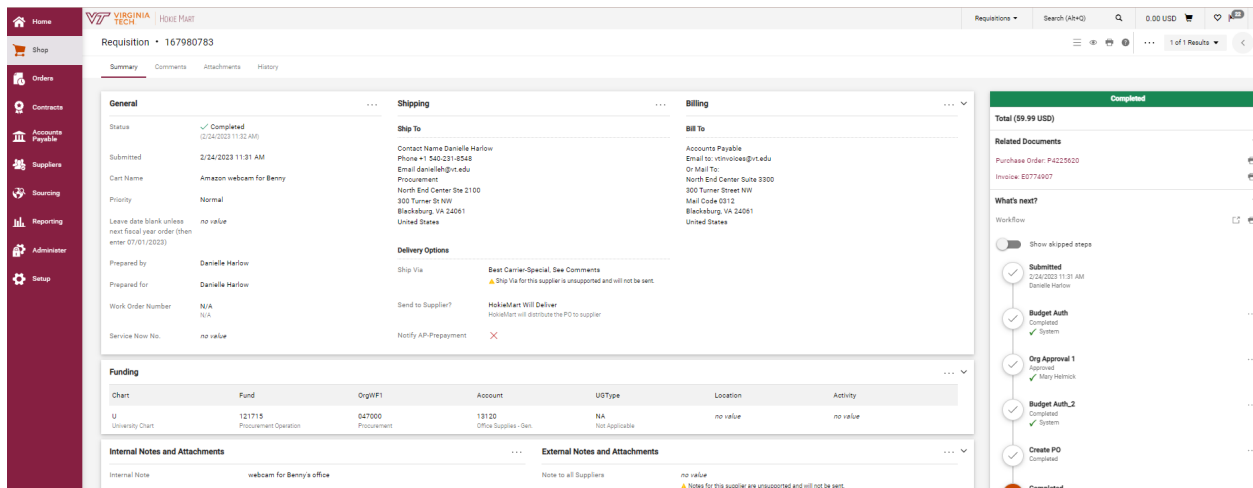 Home
Shop
Orders
Contracts
Accounts
Payable
Suppliers
Sourcing
Reporting
Administer
Setup
VT VIRGINIA TECH | HOKIE MART
Requisitions
Search (Alt+Q)
0.00 USD
Requisition • 167980783
1 of 1 Results
Summary Comments Attachments History
General
Status Completed
(2/24/2023 11:32 AM)
Submitted 2/24/2023 11:31 AM
Cart Name Amazon webcam for Benny
Priority Normal
Leave date blank unless no value
next fiscal year order (then
enter 07/01/2023)
Prepared by Danielle Harlow
Prepared for Danielle Harlow
Work Order Number N/A
N/A
Service Now No. no value
Shipping
Ship To
Contact Name Danielle Harlow
Phone +1 540-231-8548
Email danielleh@vt.edu
Procurement
North End Center Ste 2100
300 Turner St NW
Blacksburg, VA 24061
United States
Delivery Options
Ship Via Best Carrier-Special, See Comments
Ship Via for this supplier is unsupported and will not be sent.
Send to Supplier? HokieMart Will Deliver
HokieMart will distribute the PO to supplier
Notify AP-Prepayment
Billing
Bill To
Accounts Payable
Email to: vtinvoices@vt.edu
Or Mail To:
North End Center Suite 3300
300 Turner Street NW
Mail Code 0312
Blacksburg, VA 24061
United States
Funding
Chart Fund OrgWF1 Account UGType Location Activity
U 121715 047000 13120 NA no value no value
University Chart Procurement Operation Procurement Office Supplies - Gen. Not Applicable
Internal Notes and Attachments
Internal Note webcam for Benny's office
External Notes and Attachments
Note to all Suppliers no value
Notes for this supplier are unsupported and will not be sent.
Completed
Total (59.99 USD)
Related Documents
Purchase Order: P4225620
Invoice: E0774907
What's next?
Workflow
Show skipped steps
Submitted
2/24/2023 11:31 AM
Danielle Harlow
Budget Auth
Completed
System
Org Approval 1
Approved
Mary Helmick
Budget Auth_2
Completed
System
Create PO
Completed
Completed